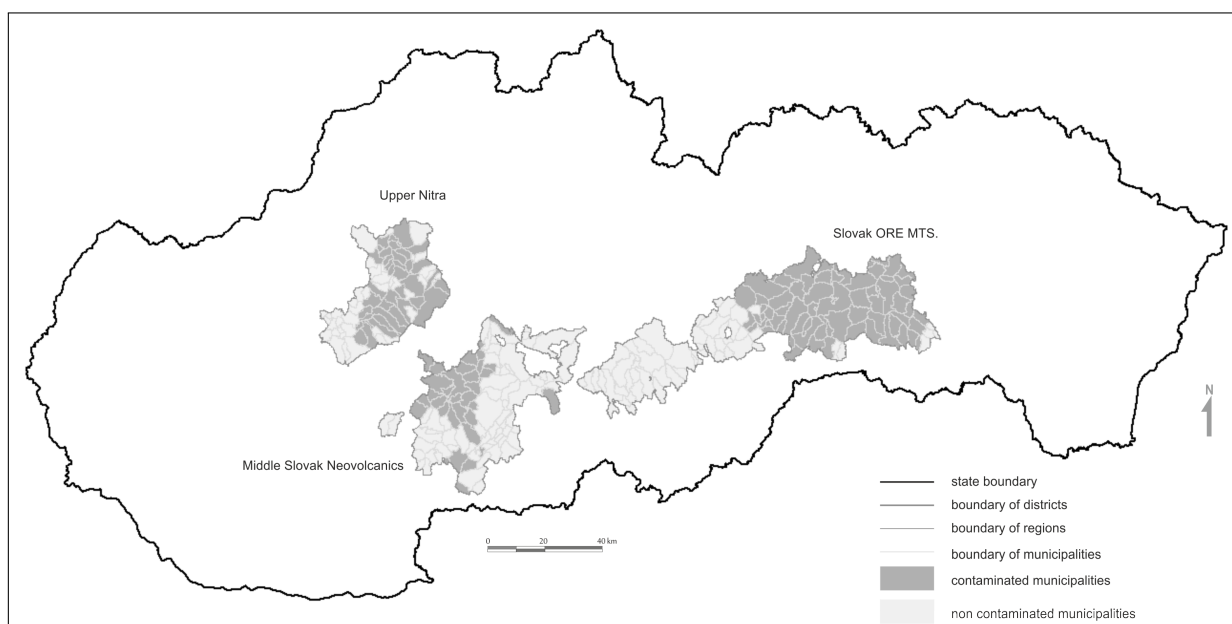 Upper Nitra
Slovak ORE MTS.
Middle Slovak Neovolcanics
N
0 20 40 km
state boundary
boundary of districts
boundary of regions
boundary of municipalities
contaminated municipalities
non contaminated municipalities